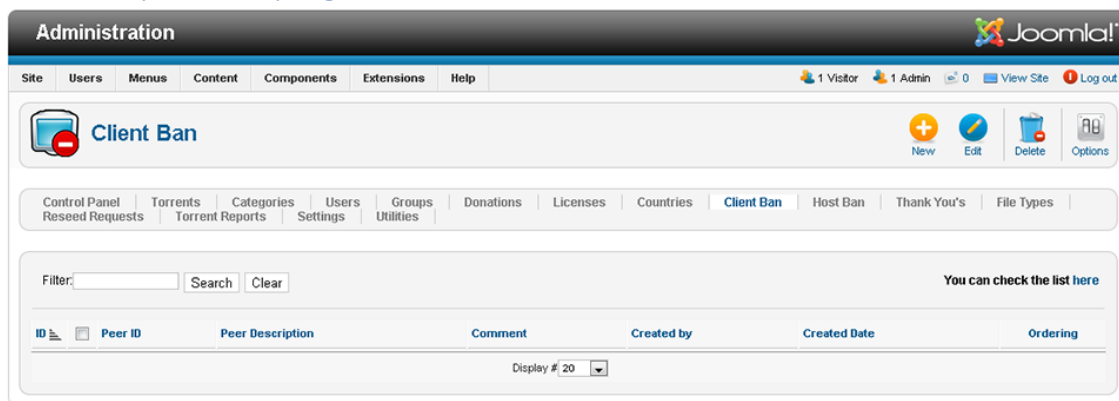 Administration Joomla!
Site Users Menus Content Components Extensions Help 1 Visitor 1 Admin 0 View Site Log out
Client Ban New Edit Delete Options
Control Panel Torrents Categories Users Groups Donations Licenses Countries Client Ban Host Ban Thank You's File Types
Reseed Requests Torrent Reports Settings Utilities
Filter: Search Clear You can check the list here
ID Peer ID Peer Description Comment Created by Created Date Ordering
Display # 20